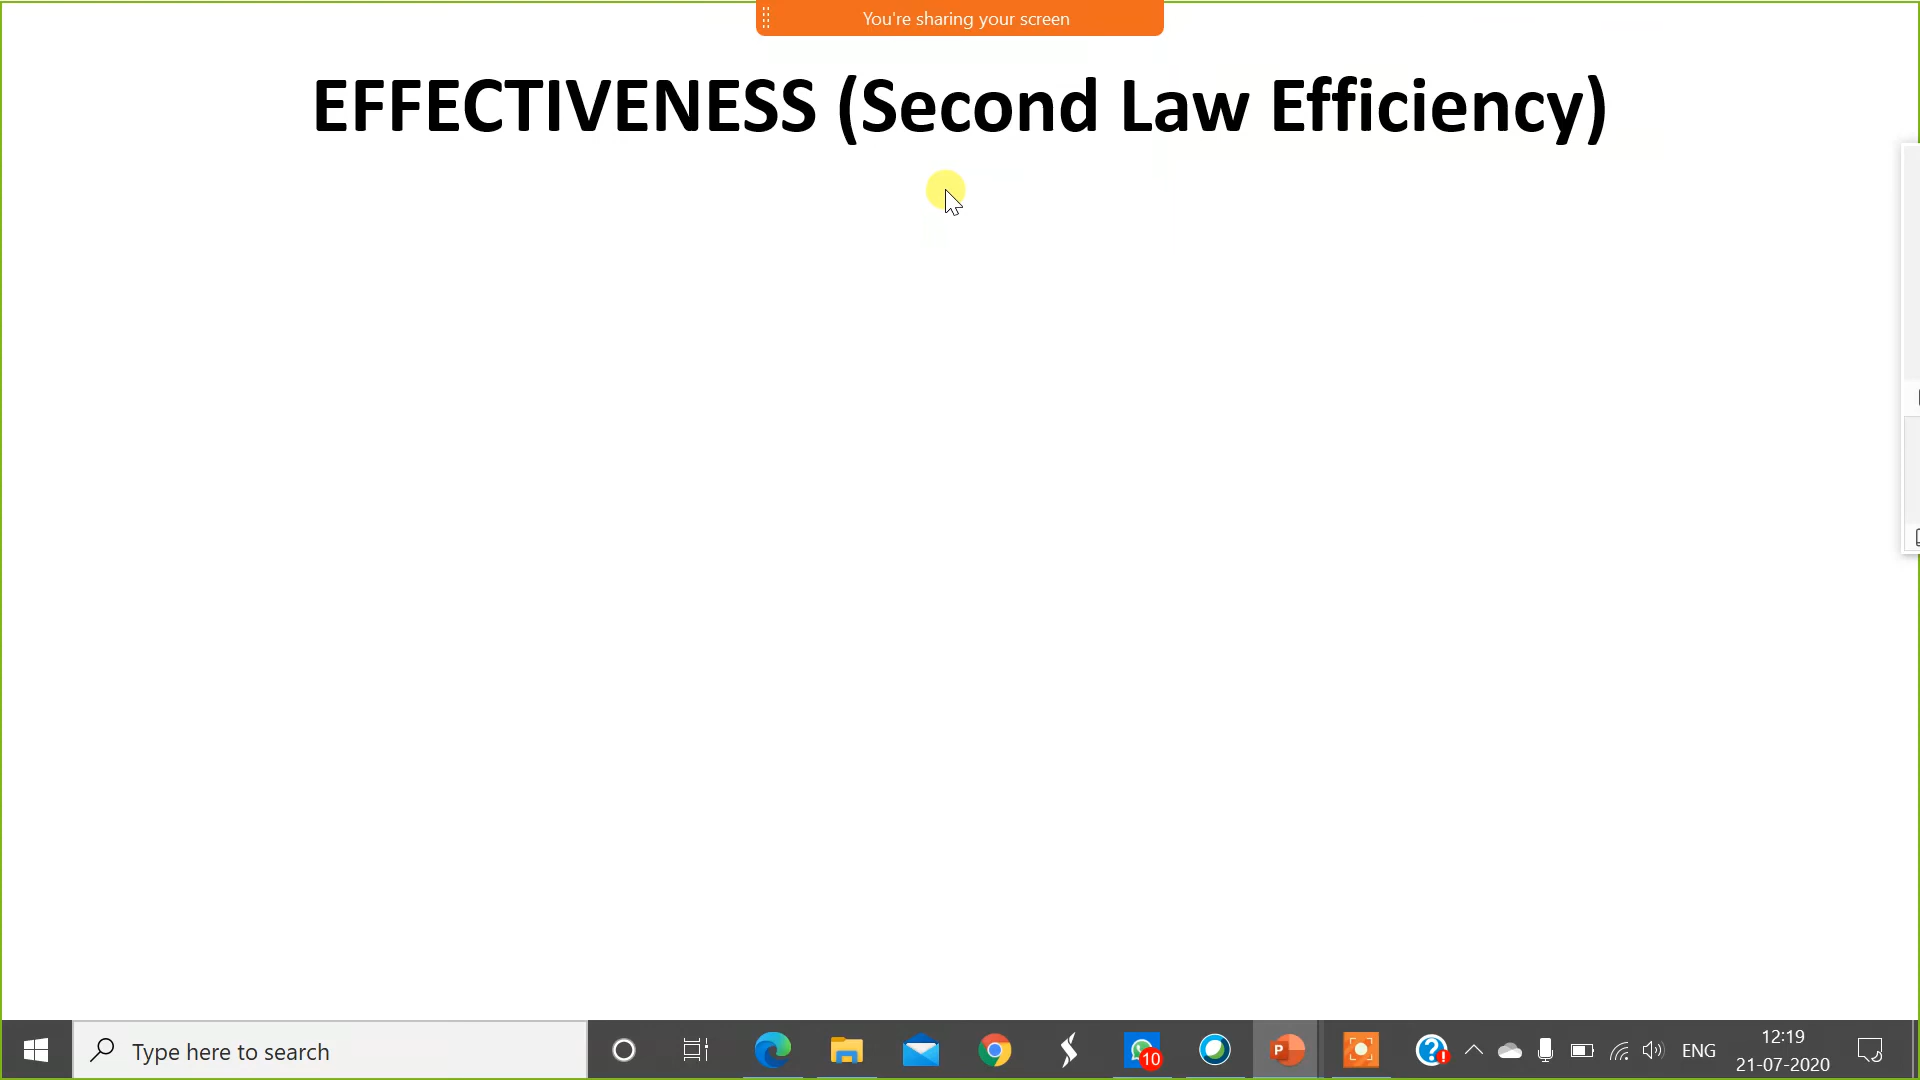 You're sharing your screen
EFFECTIVENESS (Second Law Efficiency)
Type here to search
10
P
?
!
ENG
12:19
21-07-2020